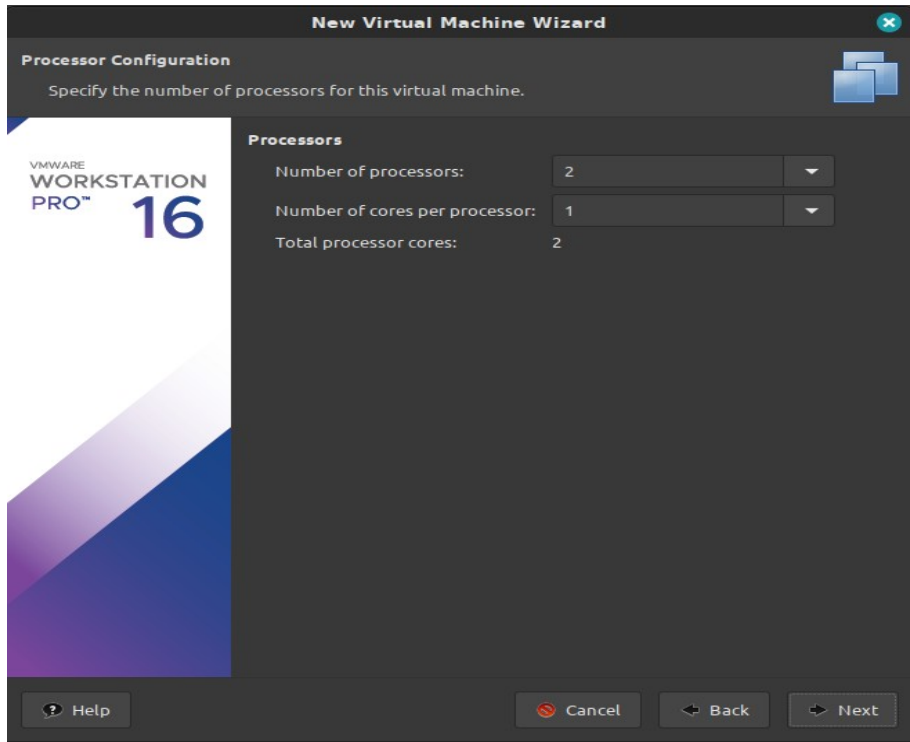 New Virtual Machine Wizard
Processor Configuration
Specify the number of processors for this virtual machine.
VMWARE
WORKSTATION
PRO™ 16
Processors
Number of processors: 2
Number of cores per processor: 1
Total processor cores: 2
Help Cancel Back Next